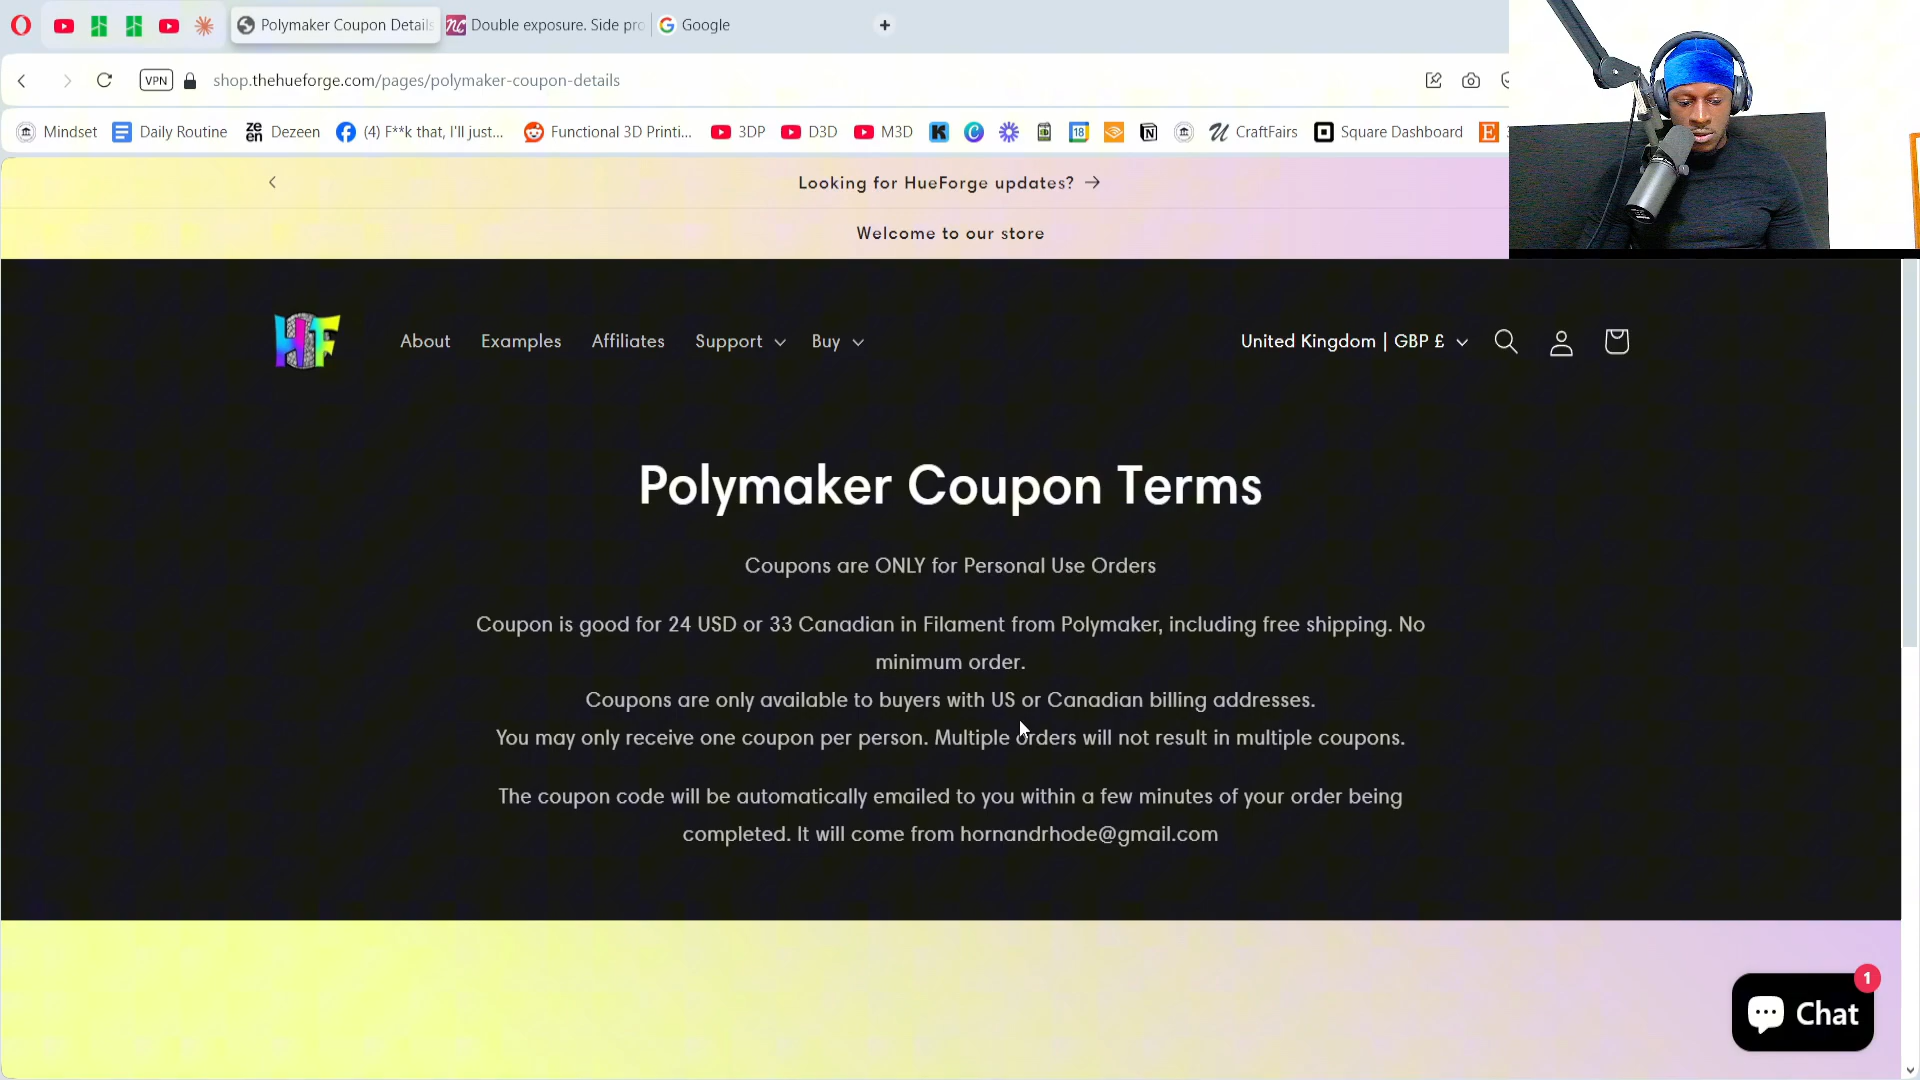 Polymaker Coupon Details
Double exposure. Side pro
Google
VPN
shop.thehueforge.com/pages/polymaker-coupon-details
Mindset
Daily Routine
Dezeen
(4) F**k that, I'll just...
Functional 3D Printi...
3DP
D3D
M3D
CraftFairs
Square Dashboard
Looking for HueForge updates?
Welcome to our store
HF
About
Examples
Affiliates
Support
Buy
United Kingdom | GBP £
Polymaker Coupon Terms
Coupons are ONLY for Personal Use Orders
Coupon is good for 24 USD or 33 Canadian in Filament from Polymaker, including free shipping. No
minimum order.
Coupons are only available to buyers with US or Canadian billing addresses.
You may only receive one coupon per person. Multiple orders will not result in multiple coupons.
The coupon code will be automatically emailed to you within a few minutes of your order being
completed. It will come from hornandrhode@gmail.com
1
Chat